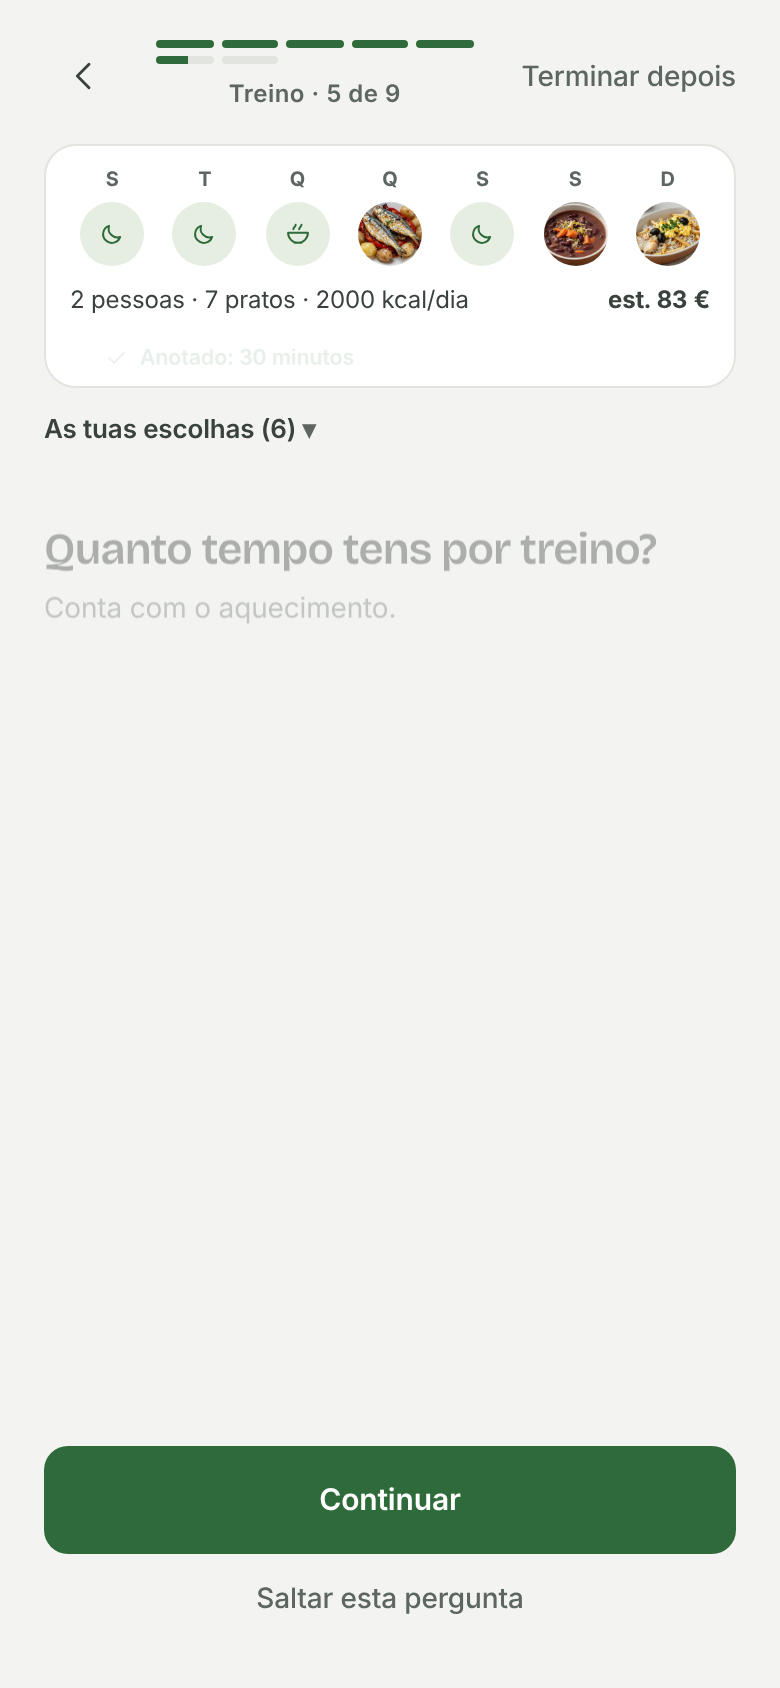 Treino · 5 de 9
Terminar depois
S T Q Q S S D
2 pessoas · 7 pratos · 2000 kcal/dia est. 83 €
Anotado: 30 minutos
As tuas escolhas (6) ▾
Quanto tempo tens por treino?
Conta com o aquecimento.
Continuar
Saltar esta pergunta